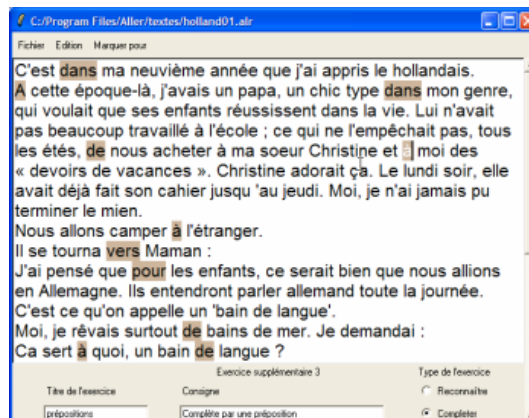 C:/Program Files/Aller/textes/holland01.alr
Fichier Edition Marquer pour
C'est dans ma neuvième année que j'ai appris le hollandais.
A cette époque-là, j'avais un papa, un chic type dans mon genre,
qui voulait que ses enfants réussissent dans la vie. Lui n'avait
pas beaucoup travaillé à l'école ; ce qui ne l'empêchait pas, tous
les étés, de nous acheter à ma soeur Christine et à moi des
« devoirs de vacances ». Christine adorait ça. Le lundi soir, elle
avait déjà fait son cahier jusqu 'au jeudi. Moi, je n'ai jamais pu
terminer le mien.
Nous allons camper à l'étranger.
Il se tourna vers Maman :
J'ai pensé que pour les enfants, ce serait bien que nous allions
en Allemagne. Ils entendront parler allemand toute la journée.
C'est ce qu'on appelle un 'bain de langue'.
Moi, je rêvais surtout de bains de mer. Je demandai :
Ca sert à quoi, un bain de langue ?
Exercice supplémentaire 3 Type de l'exercice
Titre de l'exercice Consigne Reconnaître
prépositions Complète par une préposition Completer